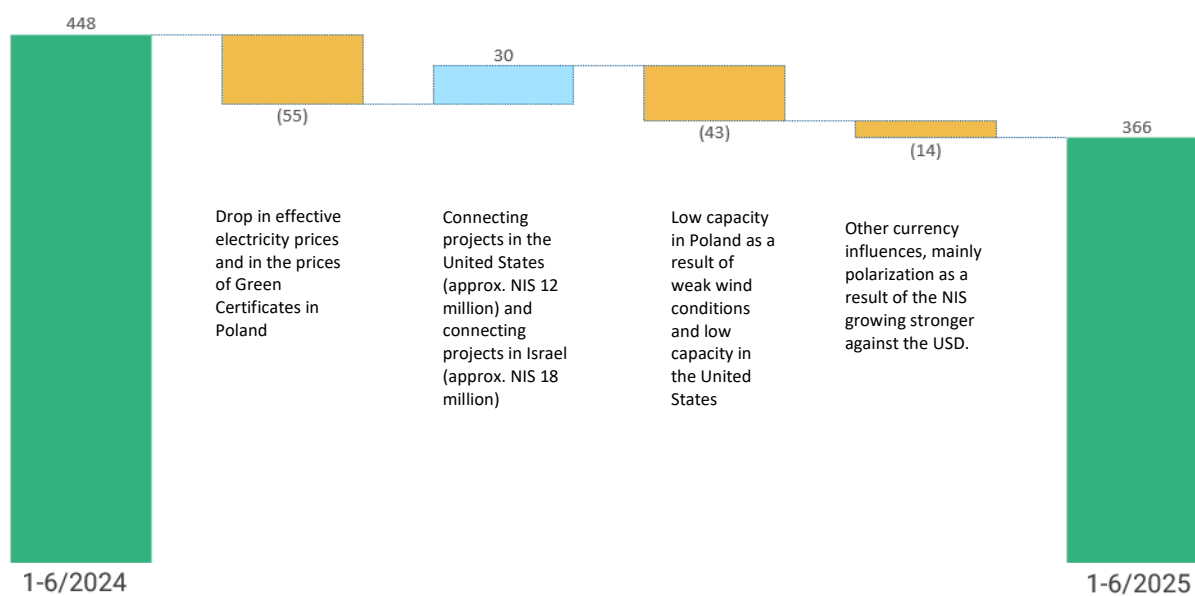 448
(55)
30
(43)
(14)
366
Drop in effective
electricity prices
and in the prices
of Green
Certificates in
Poland
Connecting
projects in the
United States
(approx. NIS 12
million) and
connecting
projects in Israel
(approx. NIS 18
million)
Low capacity
in Poland as a
result of
weak wind
conditions
and low
capacity in
the United
States
Other currency
influences, mainly
polarization as a
result of the NIS
growing stronger
against the USD.
1-6/2024
1-6/2025